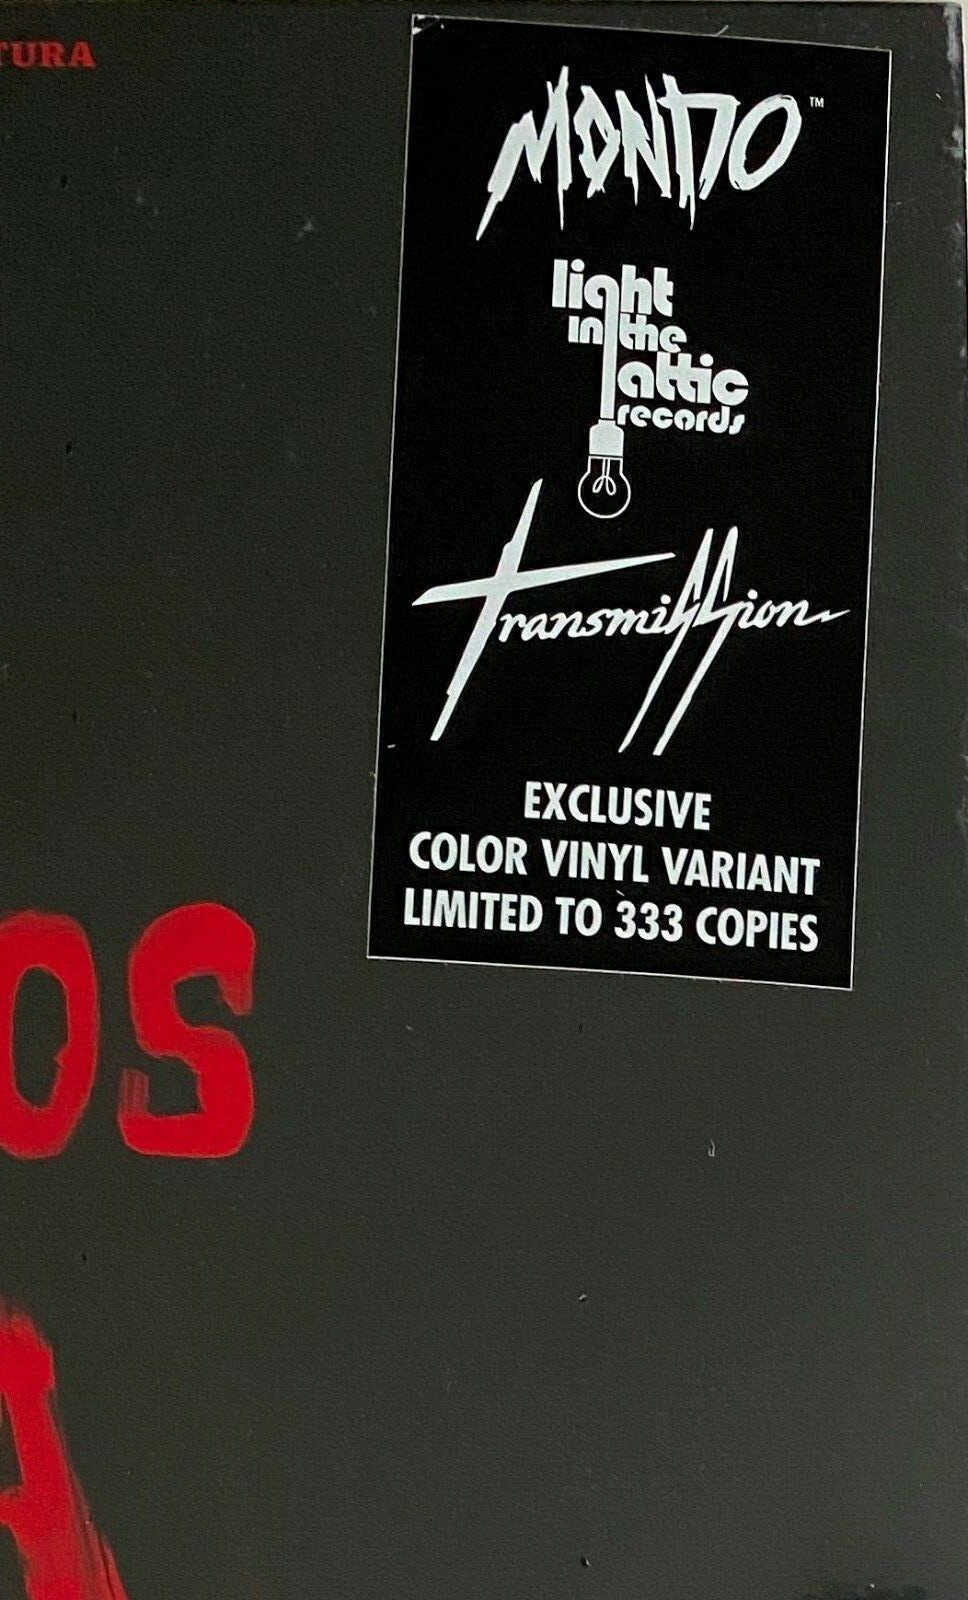 TURA
MONDO™
light
in the
attic
records
Transmission
EXCLUSIVE
COLOR VINYL VARIANT
LIMITED TO 333 COPIES
OS
A